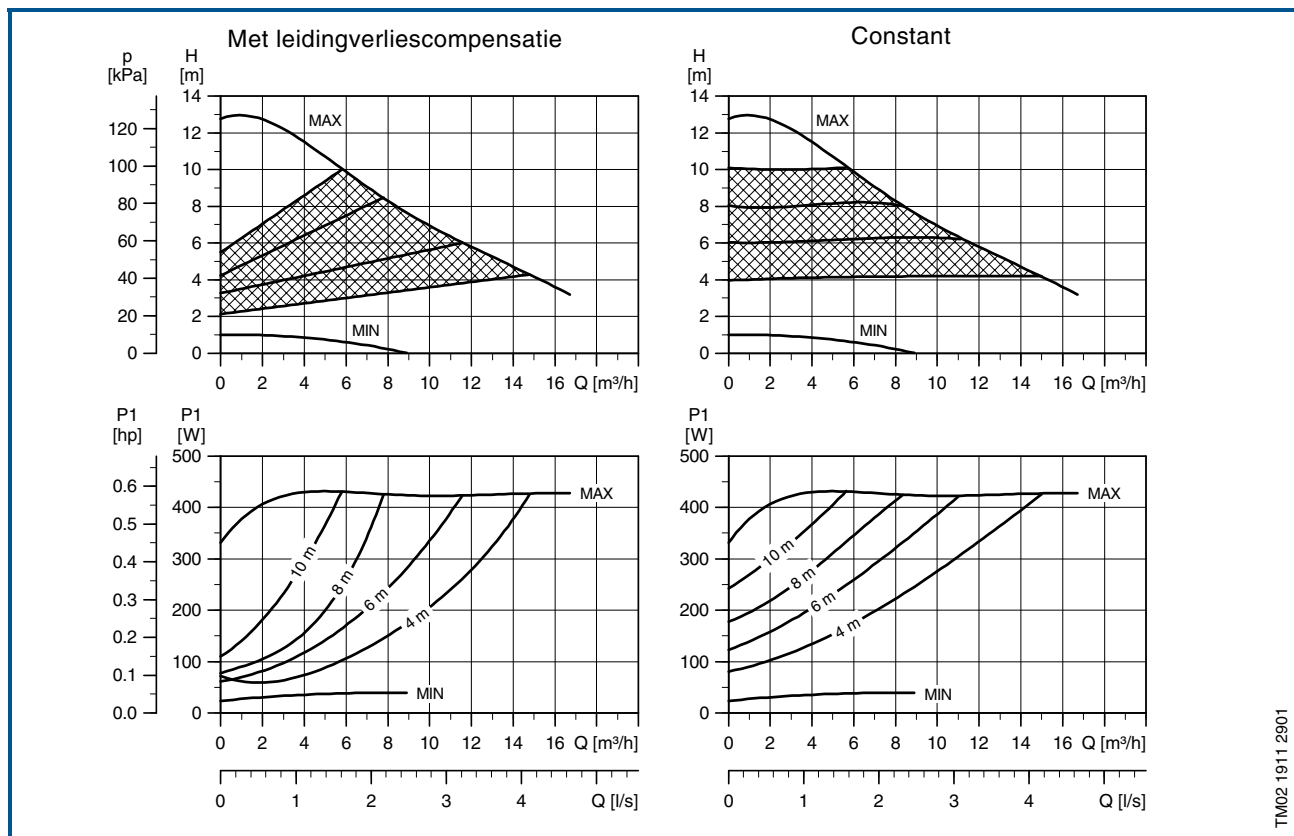 Met leidingverliescompensatie
Constant
p
[kPa]
H
[m]
120
100
80
60
40
20
0
14
12
10
8
6
4
2
0
MAX
MIN
0 2 4 6 8 10 12 14 16 Q [m³/h]
H
[m]
14
12
10
8
6
4
2
0
MAX
MIN
0 2 4 6 8 10 12 14 16 Q [m³/h]
P1
[hp]
P1
[W]
0.6
0.5
0.4
0.3
0.2
0.1
0.0
500
400
300
200
100
0
MAX
10 m
8 m
6 m
4 m
MIN
0 2 4 6 8 10 12 14 16 Q [m³/h]
0 1 2 3 4 Q [l/s]
P1
[W]
500
400
300
200
100
0
MAX
10 m
8 m
6 m
4 m
MIN
0 2 4 6 8 10 12 14 16 Q [m³/h]
0 1 2 3 4 Q [l/s]
TM02 1911 2901